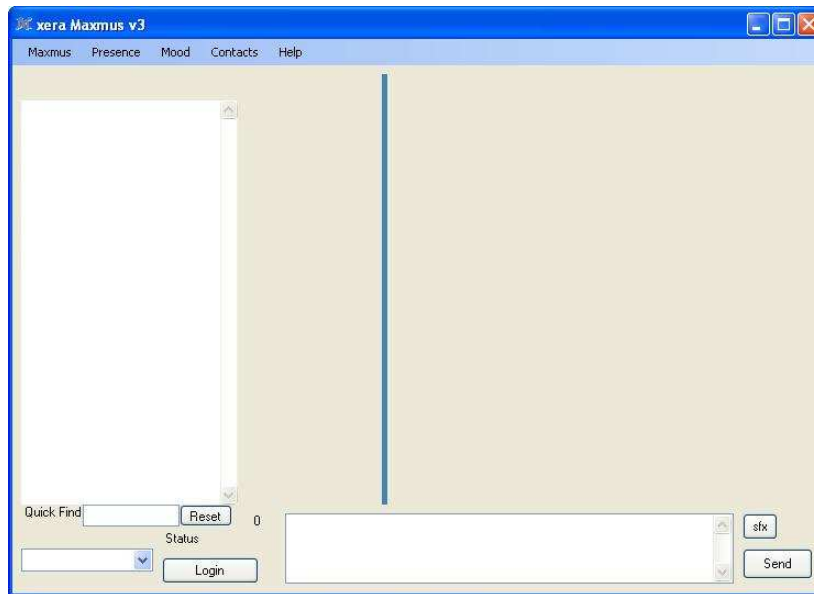 xera Maxmus v3
Maxmus Presence Mood Contacts Help
Quick Find Reset 0
Status
sfx
Login
Send